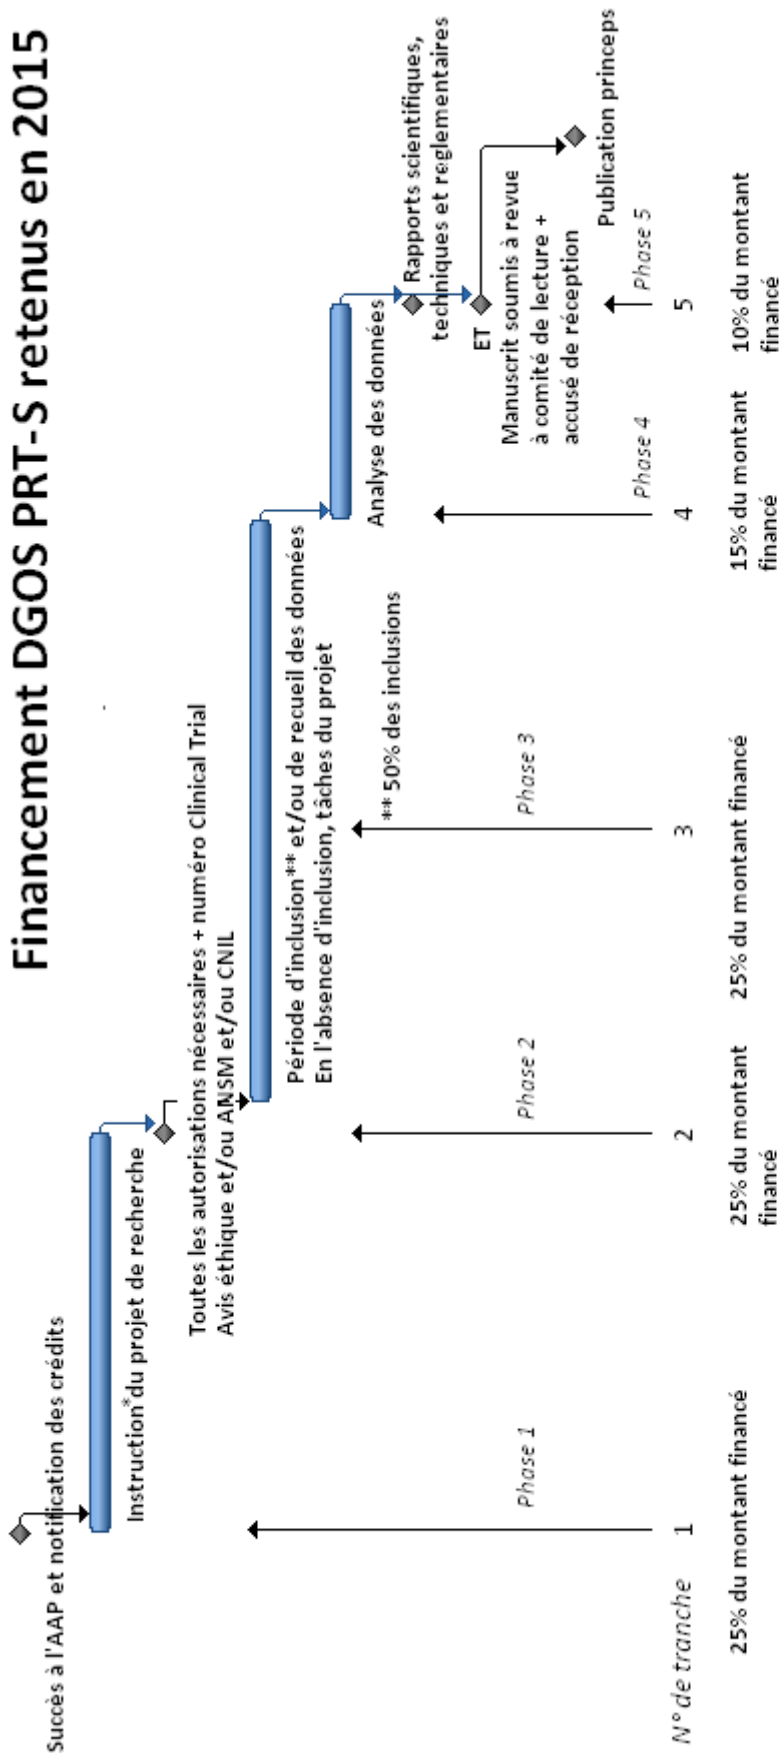 Financement DGOS PRT-S retenus en 2015
Succès à l'AAP et notification des crédits
Instruction*du projet de recherche
Toutes les autorisations nécessaires + numéro Clinical Trial
Avis éthique et/ou ANSM et/ou CNIL
Période d'inclusion** et/ou de recueil des données
En l'absence d'inclusion, tâches du projet
** 50% des inclusions
Analyse des données
Rapports scientifiques,
techniques et reglementaires
ET
Manuscrit soumis à revue
à comité de lecture +
accusé de réception
Publication princeps
Phase 1
Phase 2
Phase 3
Phase 4
Phase 5
N° de tranche
1
2
3
4
5
25% du montant financé
25% du montant
financé
25% du montant financé
15% du montant
financé
10% du montant
financé